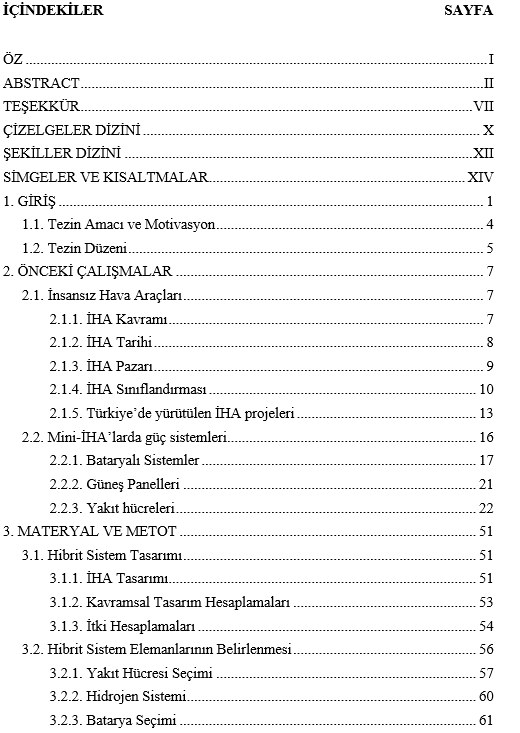 İÇİNDEKİLER SAYFA
ÖZ I
ABSTRACT II
TEŞEKKÜR VII
ÇİZELGELER DİZİNİ X
ŞEKİLLER DİZİNİ XII
SİMGELER VE KISALTMALAR XIV
1. GİRİŞ 1
1.1. Tezin Amacı ve Motivasyon 4
1.2. Tezin Düzeni 5
2. ÖNCEKİ ÇALIŞMALAR 7
2.1. İnsansız Hava Araçları 7
2.1.1. İHA Kavramı 7
2.1.2. İHA Tarihi 8
2.1.3. İHA Pazarı 9
2.1.4. İHA Sınıflandırması 10
2.1.5. Türkiye’de yürütülen İHA projeleri 13
2.2. Mini-İHA’larda güç sistemleri 16
2.2.1. Bataryalı Sistemler 17
2.2.2. Güneş Panelleri 21
2.2.3. Yakıt hücreleri 22
3. MATERYAL VE METOT 51
3.1. Hibrit Sistem Tasarımı 51
3.1.1. İHA Tasarımı 51
3.1.2. Kavramsal Tasarım Hesaplamaları 53
3.1.3. İtki Hesaplamaları 54
3.2. Hibrit Sistem Elemanlarının Belirlenmesi 56
3.2.1. Yakıt Hücresi Seçimi 57
3.2.2. Hidrojen Sistemi 60
3.2.3. Batarya Seçimi 61